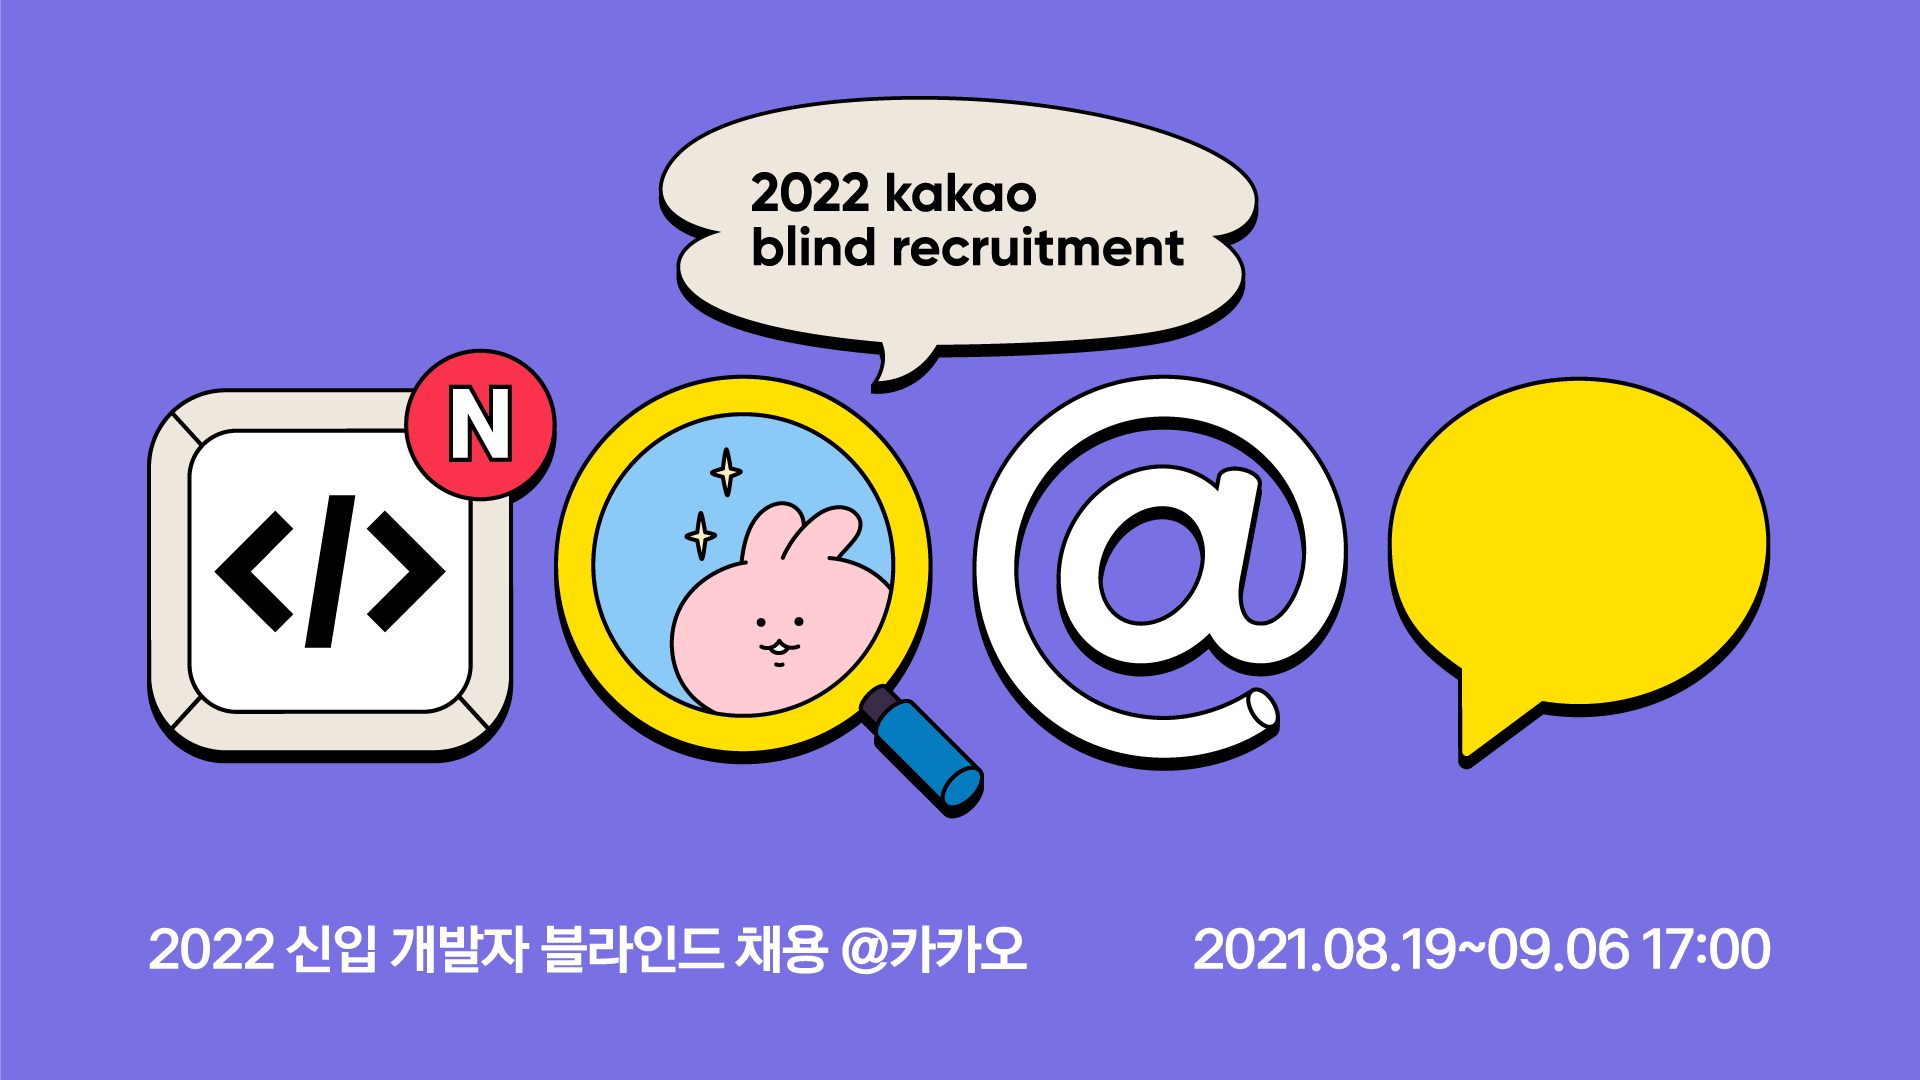 2022 kakao
blind recruitment
N
</>
@
2022 신입 개발자 블라인드 채용 @카카오
2021.08.19~09.06 17:00